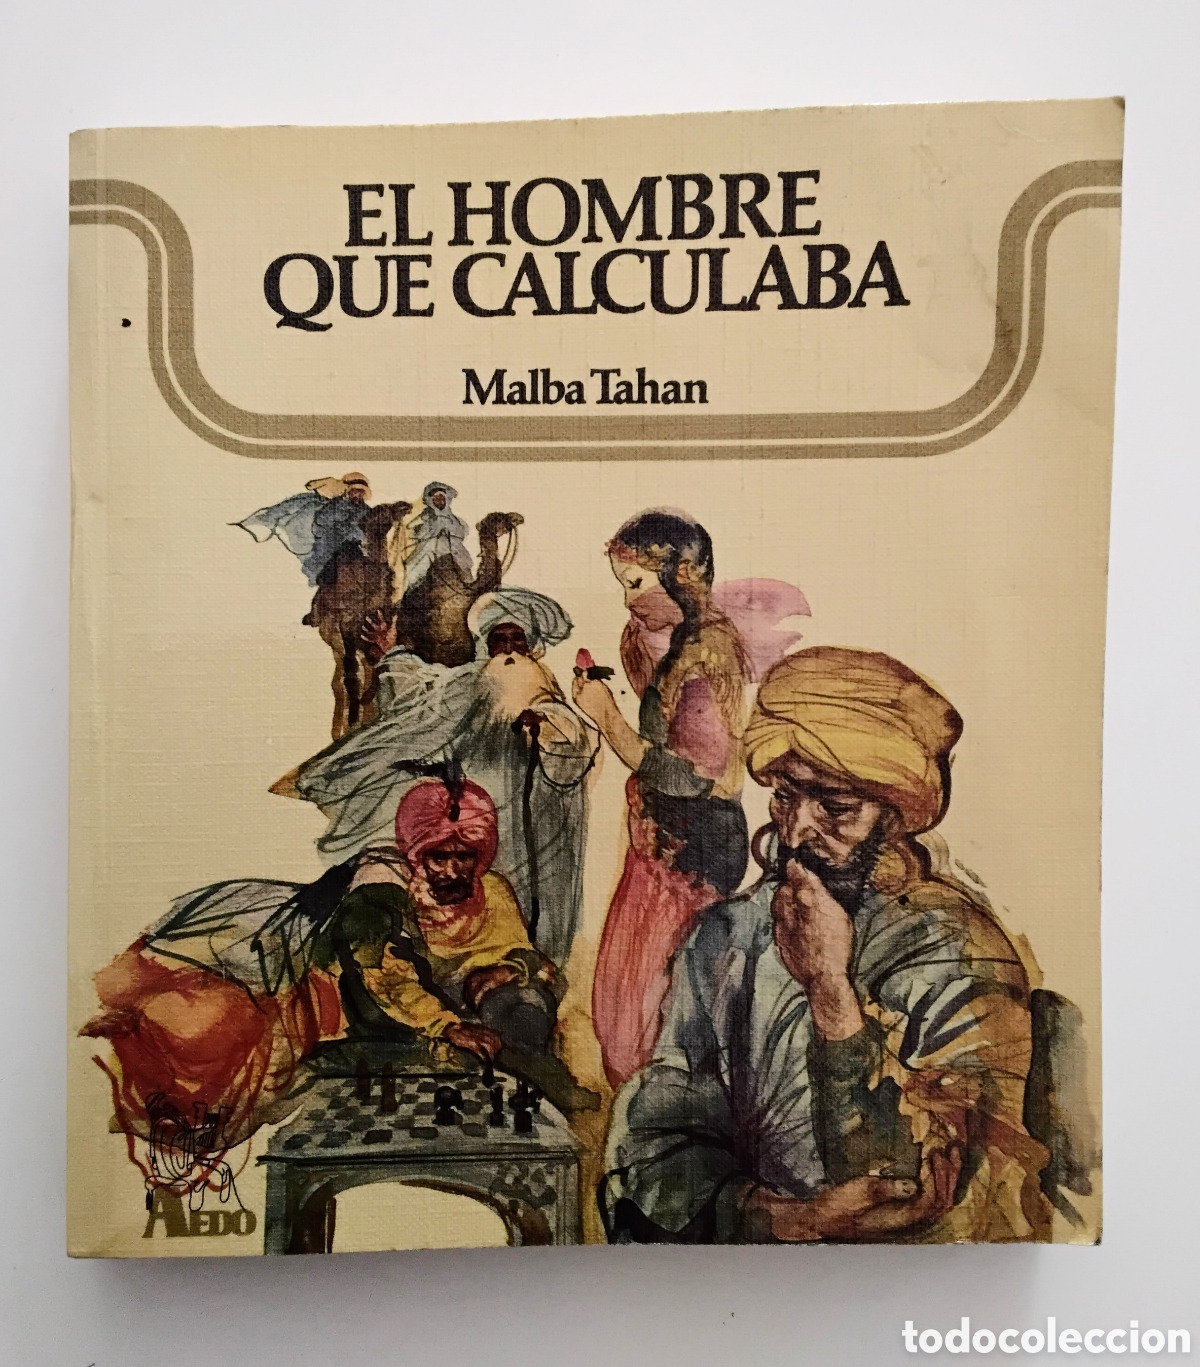 EL HOMBRE
QUE CALCULABA
Malba Tahan
AEDO
todocoleccion